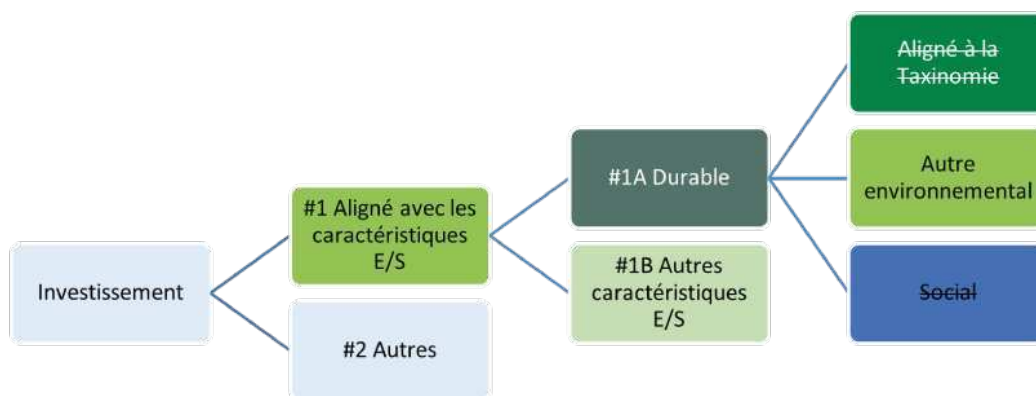 Aligné à la
Taxinomie
#1A Durable
Autre
environnemental
#1 Aligné avec les
caractéristiques
E/S
#1B Autres
caractéristiques
E/S
Investissement
Social
#2 Autres